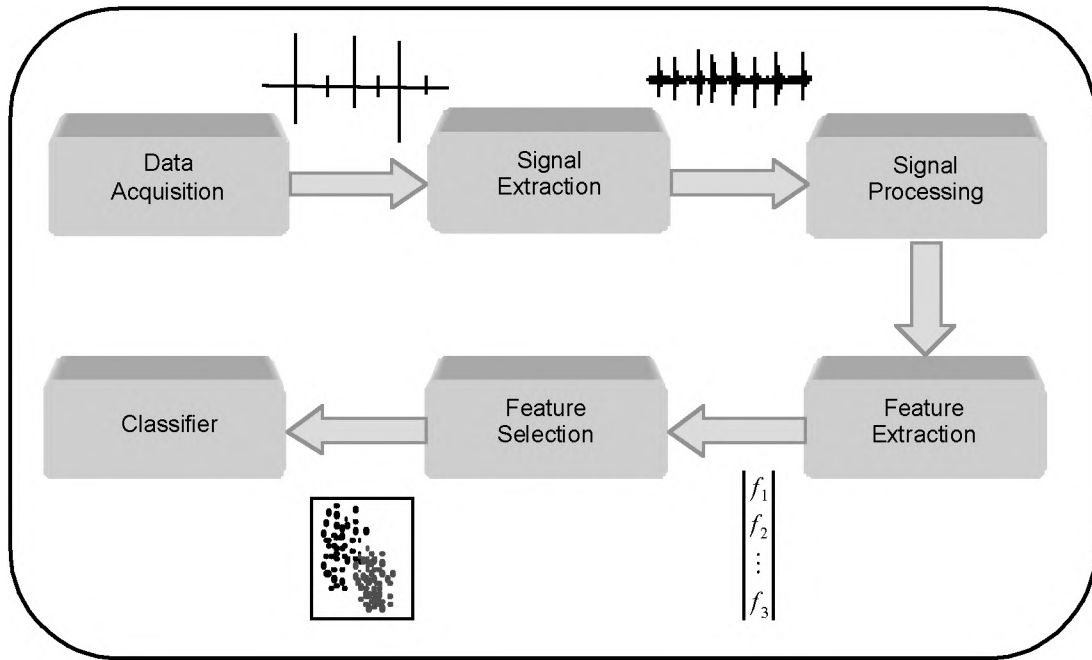 Data
Acquisition
Signal
Extraction
Signal
Processing
Classifier
Feature
Selection
Feature
Extraction
f₁
f₂
⋮
f₃